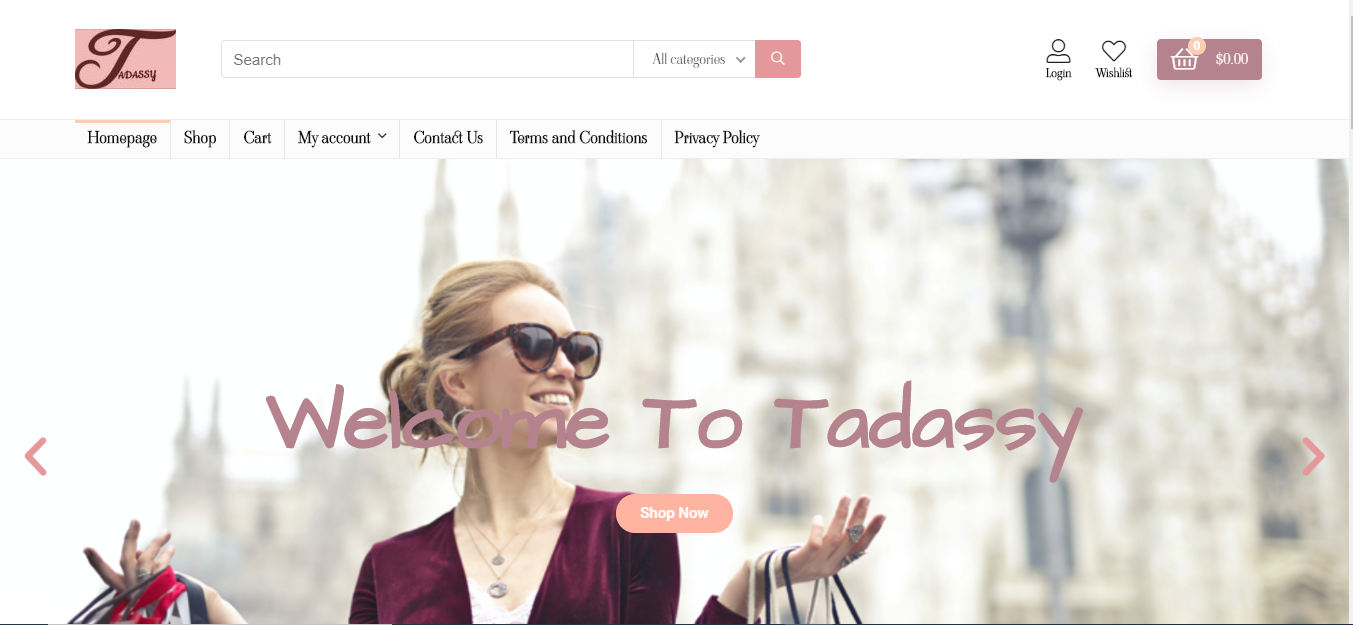 TADASSY
Search
All categories
Login
Wishlist
0
$0.00
Homepage
Shop
Cart
My account
Contact Us
Terms and Conditions
Privacy Policy
Welcome To Tadassy
Shop Now